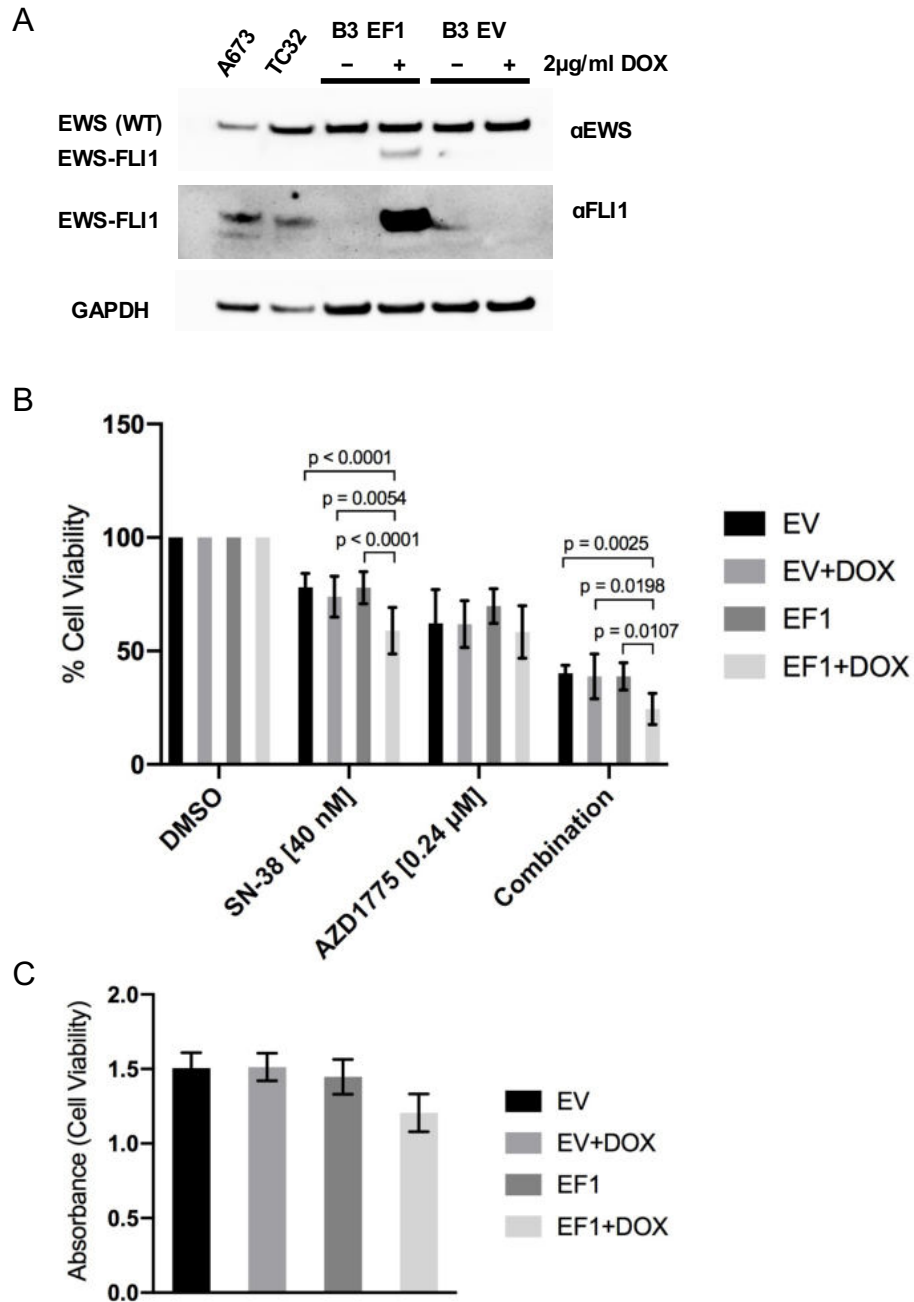 A
A673
TC32
B3 EF1
B3 EV
– + – + 2µg/ml DOX
EWS (WT)
EWS-FLI1
αEWS
EWS-FLI1
αFLI1
GAPDH
B
150
100
50
0
% Cell Viability
p < 0.0001
p = 0.0054
p < 0.0001
p = 0.0025
p = 0.0198
p = 0.0107
DMSO
SN-38 [40 nM]
AZD1775 [0.24 µM]
Combination
EV
EV+DOX
EF1
EF1+DOX
C
2.0
1.5
1.0
0.5
0.0
Absorbance (Cell Viability)
EV
EV+DOX
EF1
EF1+DOX